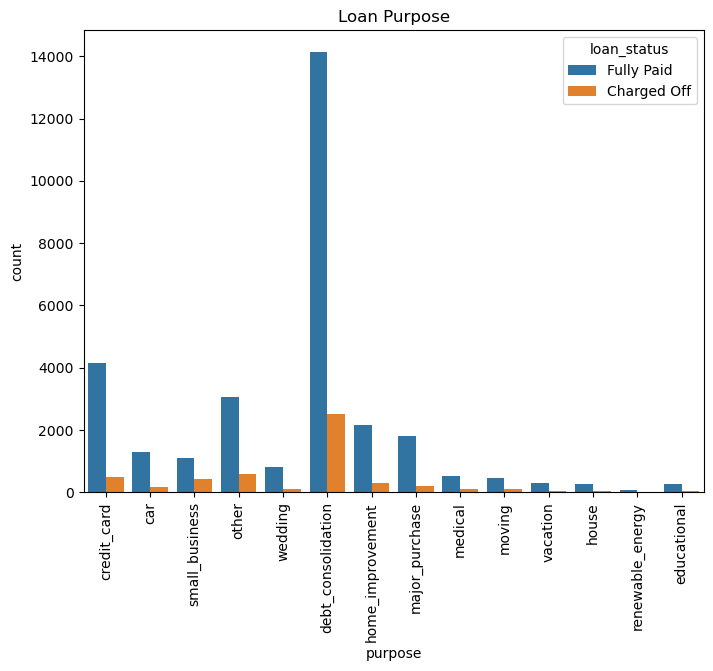 Loan Purpose
loan_status
Fully Paid
Charged Off
14000
12000
10000
8000
6000
4000
2000
0
count
credit_card
car
small_business
other
wedding
debt_consolidation
home_improvement
major_purchase
medical
moving
vacation
house
renewable_energy
educational
purpose